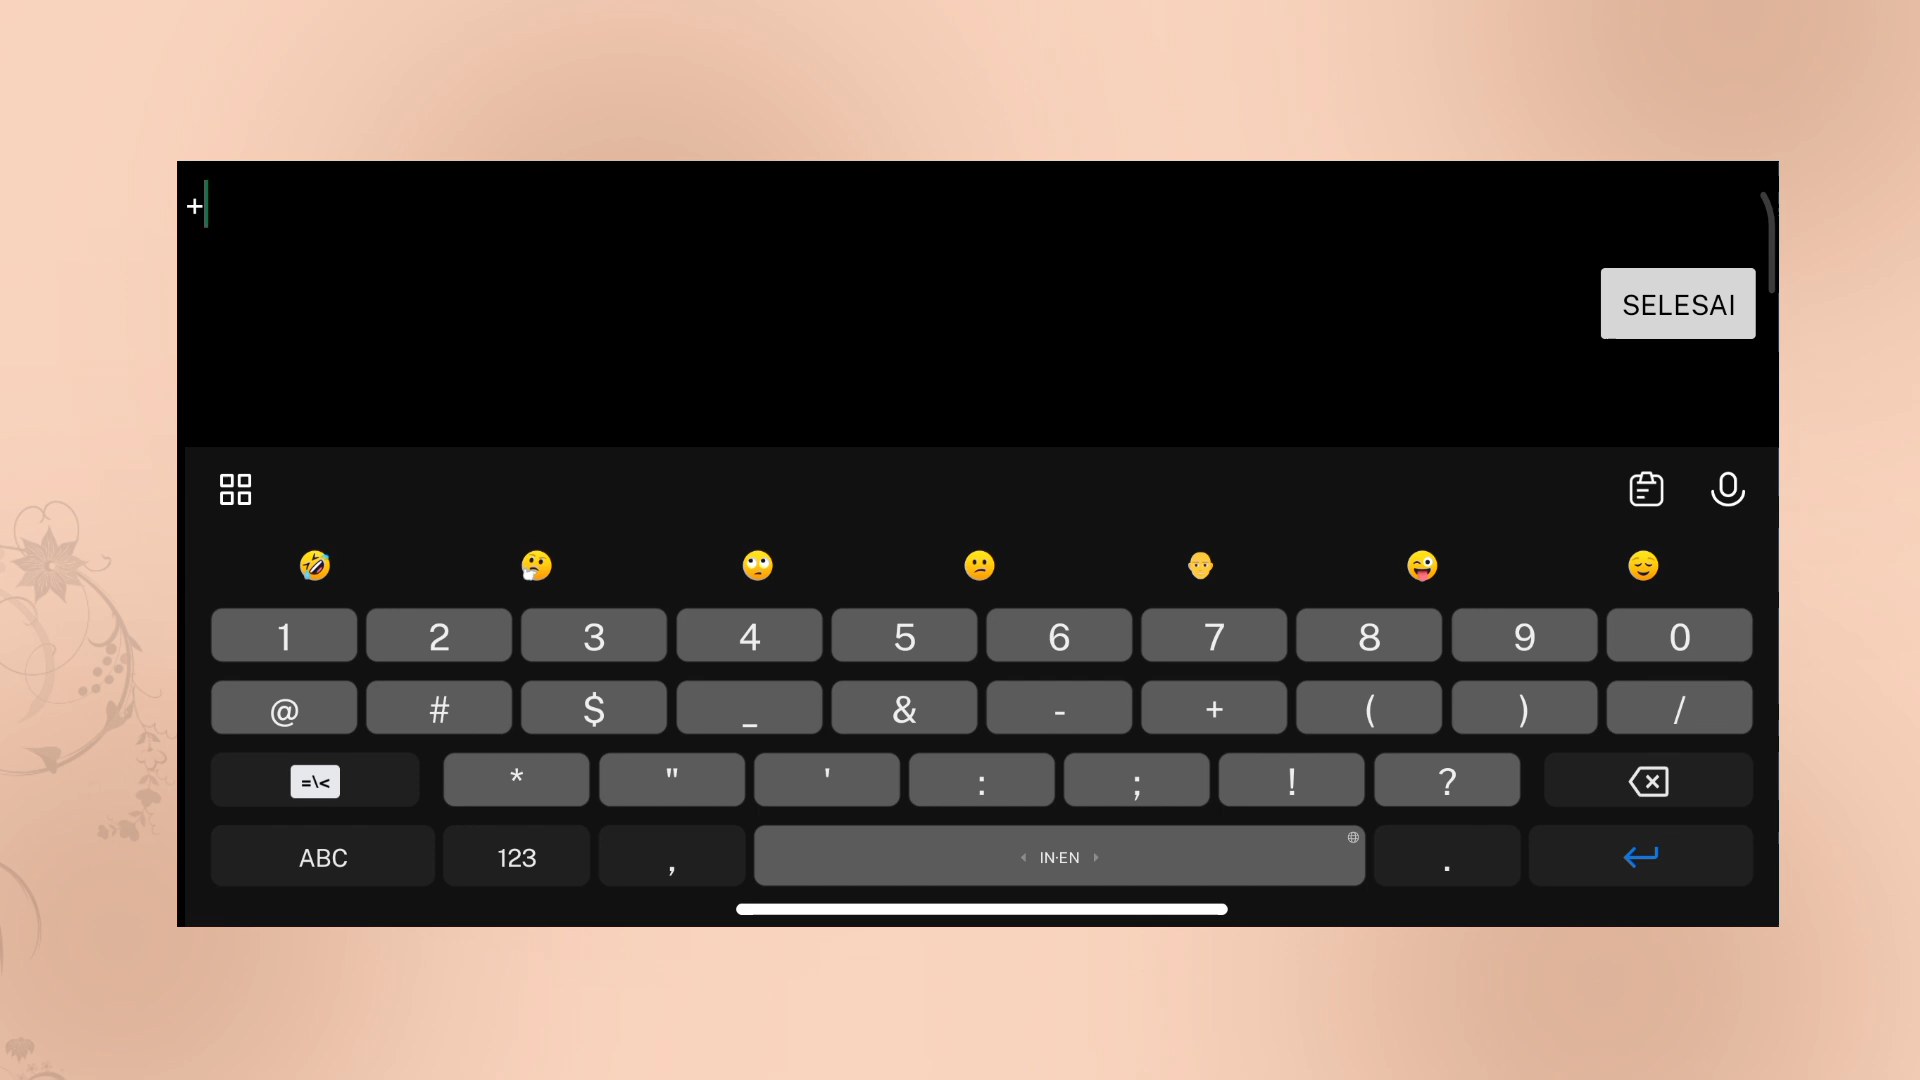 +
SELESAI
1 2 3 4 5 6 7 8 9 0
@ # $ _ & - + ( ) /
=\< * " ' : ; ! ?
ABC 123 , IN·EN .